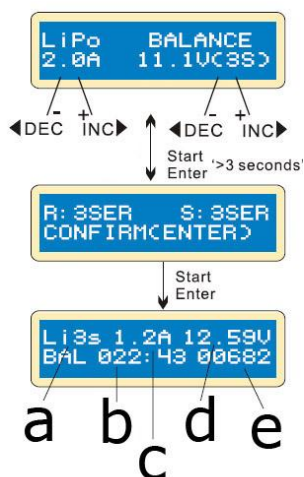 LiPo BALANCE
2.0A 11.1V(3S)
- + - +
◀DEC INC▶ ◀DEC INC▶
Start
Enter '>3 seconds'
R: 3SER S: 3SER
CONFIRM(ENTER)
Start
Enter
Li3s 1.2A 12.59V
BAL 022:43 00682
a b c d e